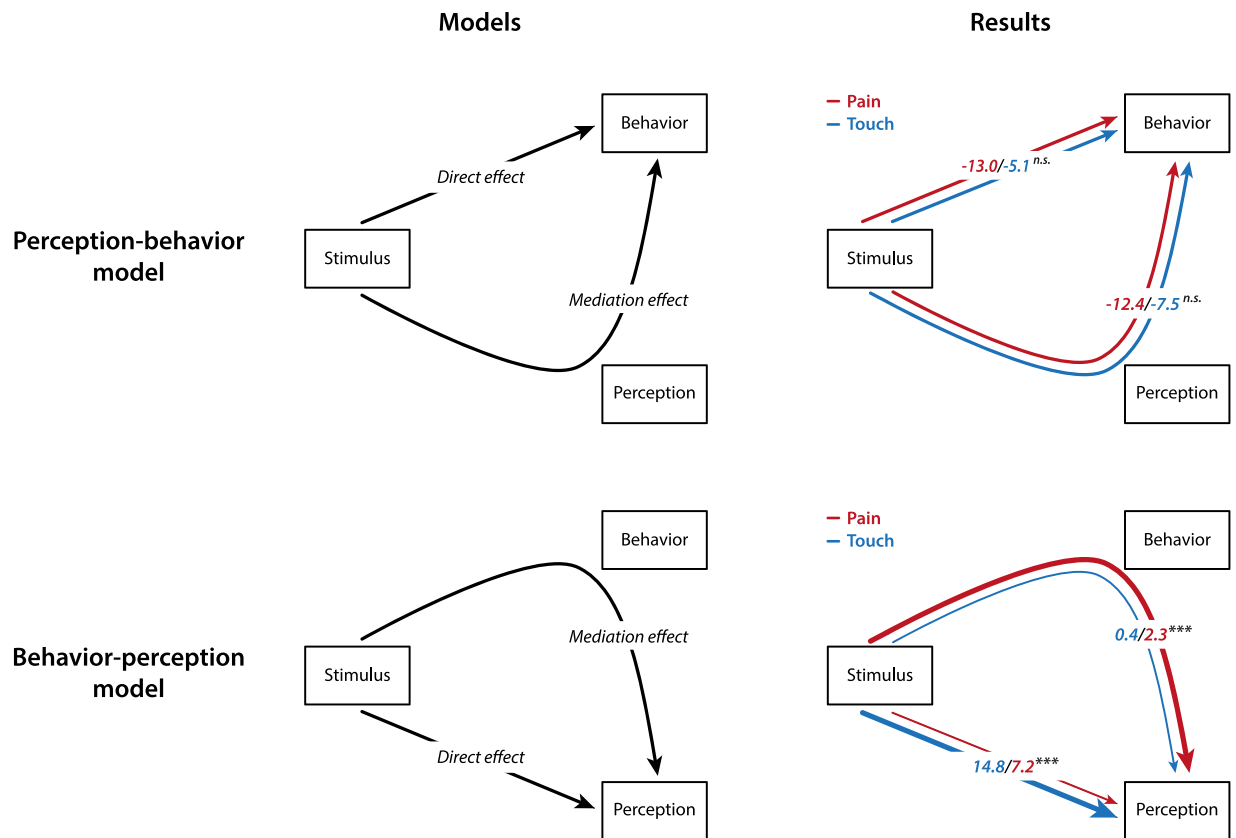 Models
Results
Perception-behavior
model
Behavior
Direct effect
Stimulus
Mediation effect
Perception
Pain
Touch
Behavior
-13.0/-5.1 n.s.
Stimulus
-12.4/-7.5 n.s.
Perception
Behavior-perception
model
Behavior
Mediation effect
Stimulus
Direct effect
Perception
Pain
Touch
Behavior
0.4/2.3***
Stimulus
14.8/7.2***
Perception